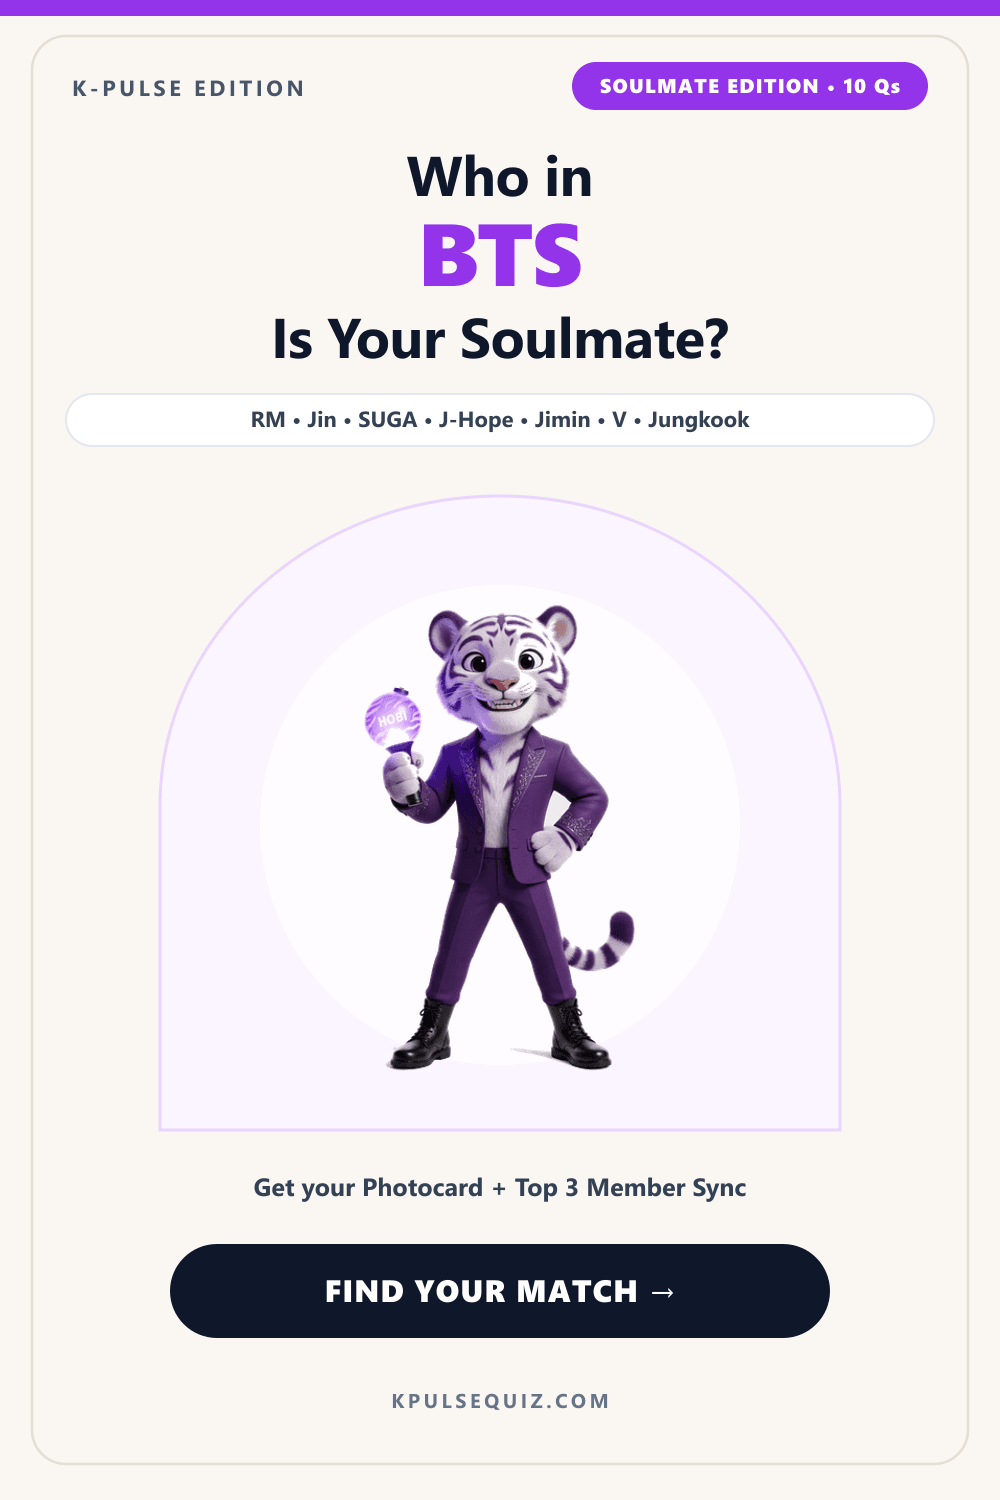 K-PULSE EDITION
SOULMATE EDITION • 10 Qs
Who in
BTS
Is Your Soulmate?
RM • Jin • SUGA • J-Hope • Jimin • V • Jungkook
HOBI
Get your Photocard + Top 3 Member Sync
FIND YOUR MATCH →
KPULSEQUIZ.COM